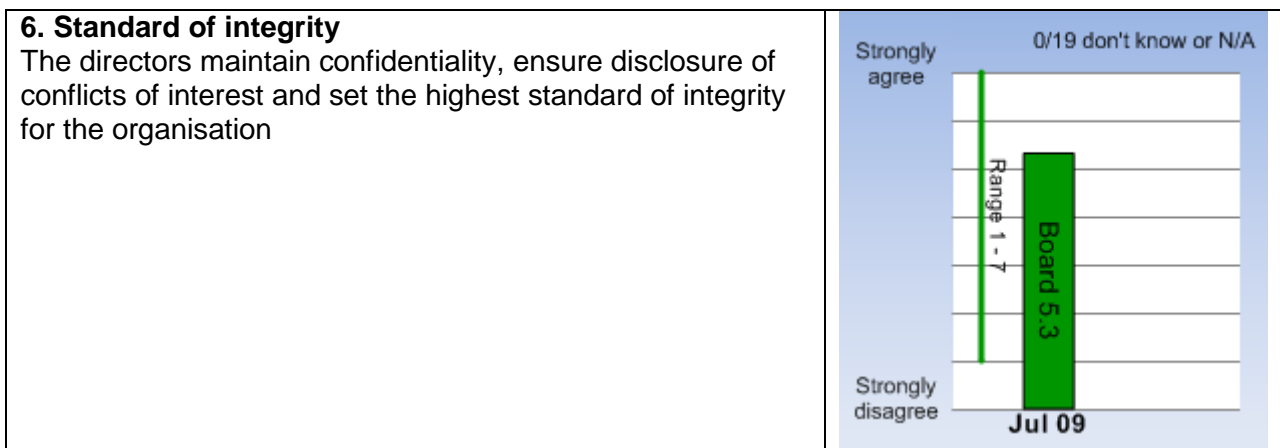 6. Standard of integrity
The directors maintain confidentiality, ensure disclosure of
conflicts of interest and set the highest standard of integrity
for the organisation
0/19 don't know or N/A
Strongly
agree
Range 1 - 7
Board 5.3
Strongly
disagree
Jul 09